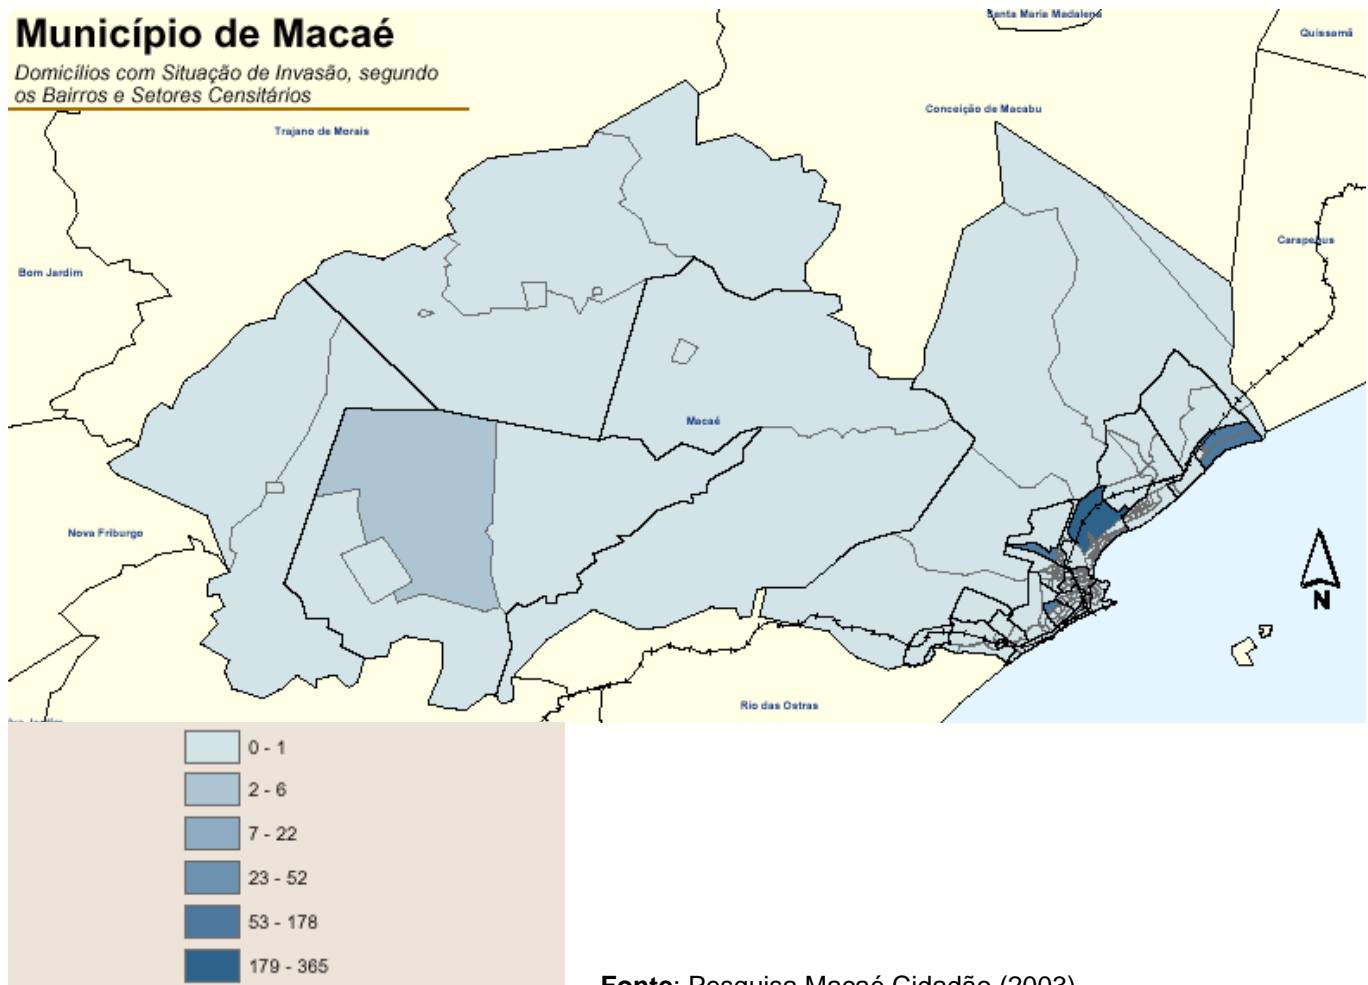 Município de Macaé
Domicílios com Situação de Invasão, segundo
os Bairros e Setores Censitários
Santa Maria Madalena
Quissamã
Conceição de Macabu
Trajano de Morais
Carapebus
Bom Jardim
Macaé
Nova Friburgo
N
Rio das Ostras
0 - 1
2 - 6
7 - 22
23 - 52
53 - 178
179 - 365
Fonte: Pesquisa Macaé Cidadão (2003)